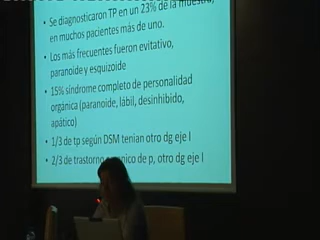 • Se diagnosticaron TP en un 23% de la muestra,
en muchos pacientes más de uno.
• Los más frecuentes fueron evitativo,
paranoide y esquizoide
• 15% síndrome completo de personalidad
orgánica (paranoide, lábil, desinhibido,
apático)
• 1/3 de tp según DSM tenian otro dg eje I
• 2/3 de trastorno de p, otro dg eje I